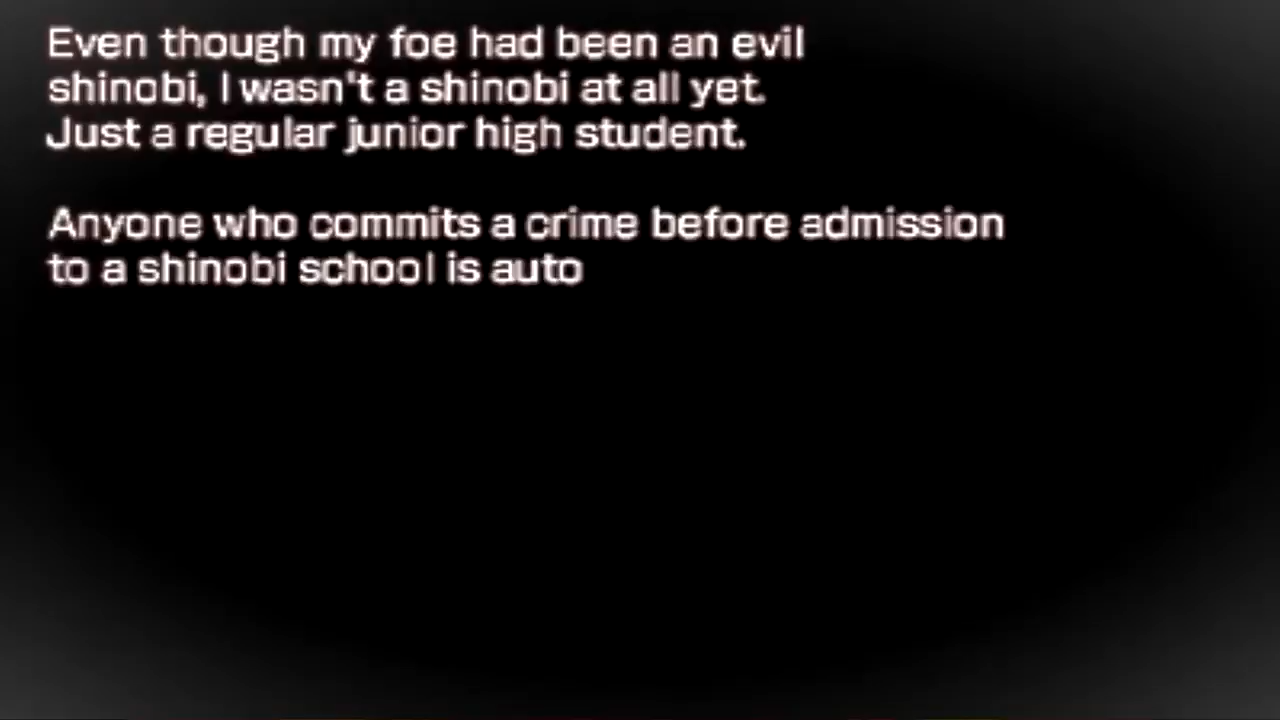 Even though my foe had been an evil
shinobi, I wasn't a shinobi at all yet.
Just a regular junior high student.
Anyone who commits a crime before admission
to a shinobi school is auto